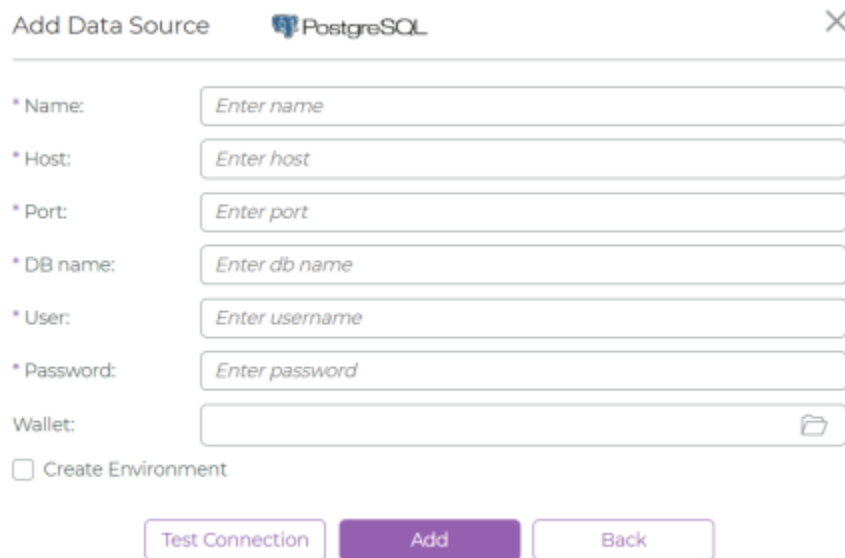 Add Data Source PostgreSQL
* Name: Enter name
* Host: Enter host
* Port: Enter port
* DB name: Enter db name
* User: Enter username
* Password: Enter password
Wallet:
Create Environment
Test Connection Add Back